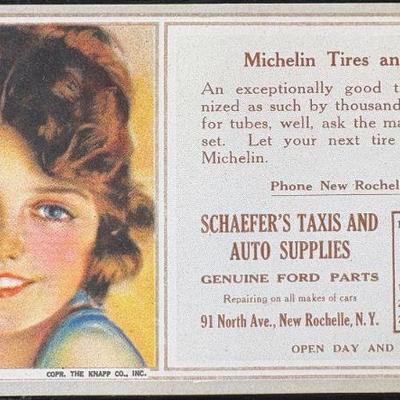 Michelin Tires an
An exceptionally good t
nized as such by thousand
for tubes, well, ask the ma
set. Let your next tire
Michelin.
Phone New Rochel
SCHAEFER'S TAXIS AND
AUTO SUPPLIES
GENUINE FORD PARTS
Repairing on all makes of cars
91 North Ave., New Rochelle, N. Y.
OPEN DAY AND
COPR. THE KNAPP CO., INC.